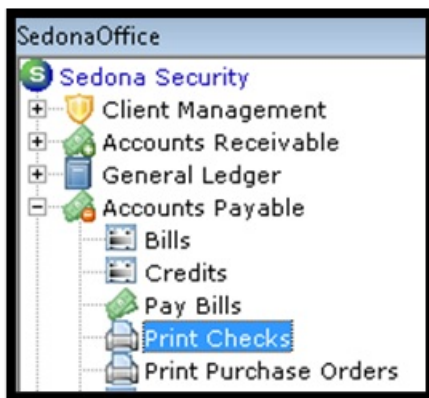 SedonaOffice
Sedona Security
Client Management
Accounts Receivable
General Ledger
Accounts Payable
Bills
Credits
Pay Bills
Print Checks
Print Purchase Orders